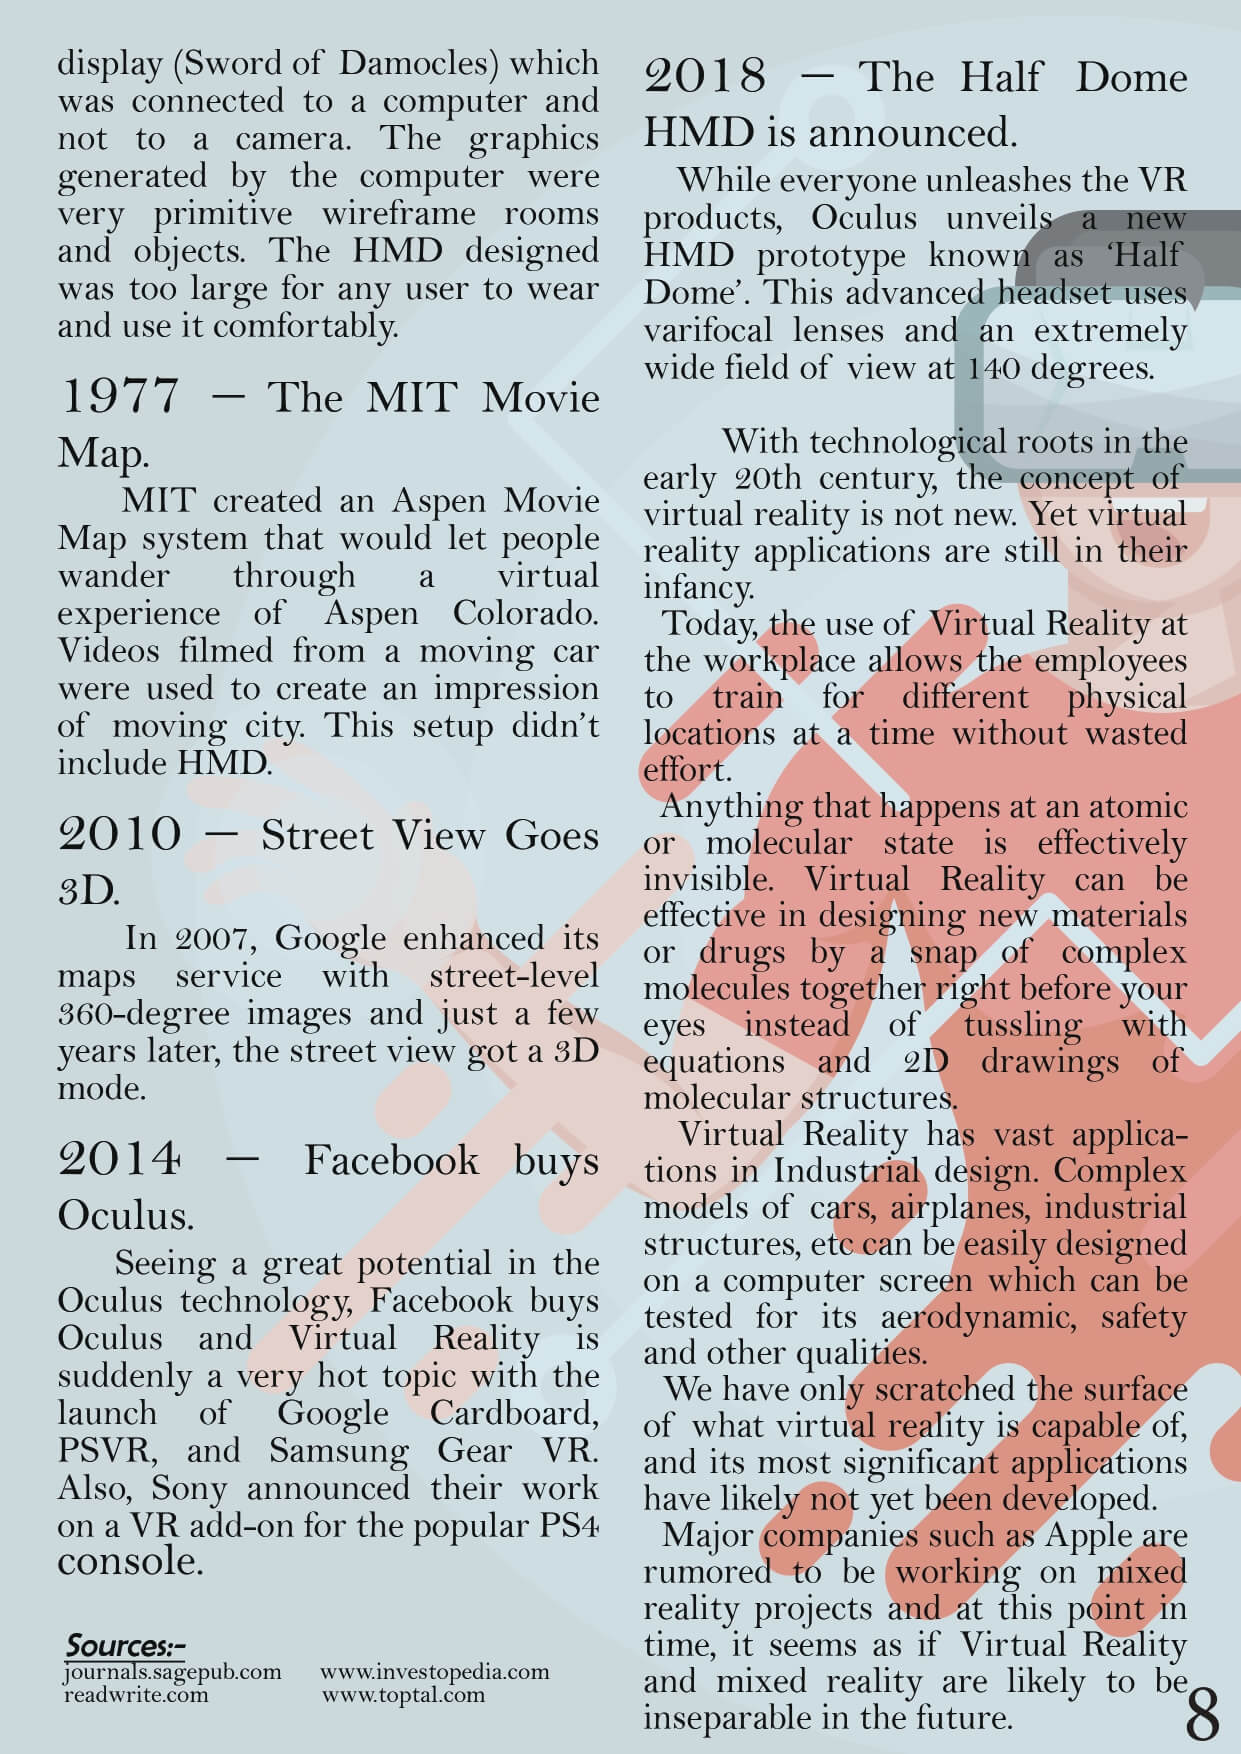 display (Sword of Damocles) which
was connected to a computer and
not to a camera. The graphics
generated by the computer were
very primitive wireframe rooms
and objects. The HMD designed
was too large for any user to wear
and use it comfortably.
1977 – The MIT Movie
Map.
MIT created an Aspen Movie
Map system that would let people
wander through a virtual
experience of Aspen Colorado.
Videos filmed from a moving car
were used to create an impression
of moving city. This setup didn't
include HMD.
2010 – Street View Goes
3D.
In 2007, Google enhanced its
maps service with street-level
360-degree images and just a few
years later, the street view got a 3D
mode.
2014 – Facebook buys
Oculus.
Seeing a great potential in the
Oculus technology, Facebook buys
Oculus and Virtual Reality is
suddenly a very hot topic with the
launch of Google Cardboard,
PSVR, and Samsung Gear VR.
Also, Sony announced their work
on a VR add-on for the popular PS4
console.
Sources:-
journals.sagepub.com www.investopedia.com
readwrite.com www.toptal.com
2018 – The Half Dome
HMD is announced.
While everyone unleashes the VR
products, Oculus unveils a new
HMD prototype known as ‘Half
Dome’. This advanced headset uses
varifocal lenses and an extremely
wide field of view at 140 degrees.
With technological roots in the
early 20th century, the concept of
virtual reality is not new. Yet virtual
reality applications are still in their
infancy.
Today, the use of Virtual Reality at
the workplace allows the employees
to train for different physical
locations at a time without wasted
effort.
Anything that happens at an atomic
or molecular state is effectively
invisible. Virtual Reality can be
effective in designing new materials
or drugs by a snap of complex
molecules together right before your
eyes instead of tussling with
equations and 2D drawings of
molecular structures.
Virtual Reality has vast applica-
tions in Industrial design. Complex
models of cars, airplanes, industrial
structures, etc can be easily designed
on a computer screen which can be
tested for its aerodynamic, safety
and other qualities.
We have only scratched the surface
of what virtual reality is capable of,
and its most significant applications
have likely not yet been developed.
Major companies such as Apple are
rumored to be working on mixed
reality projects and at this point in
time, it seems as if Virtual Reality
and mixed reality are likely to be
inseparable in the future.
8